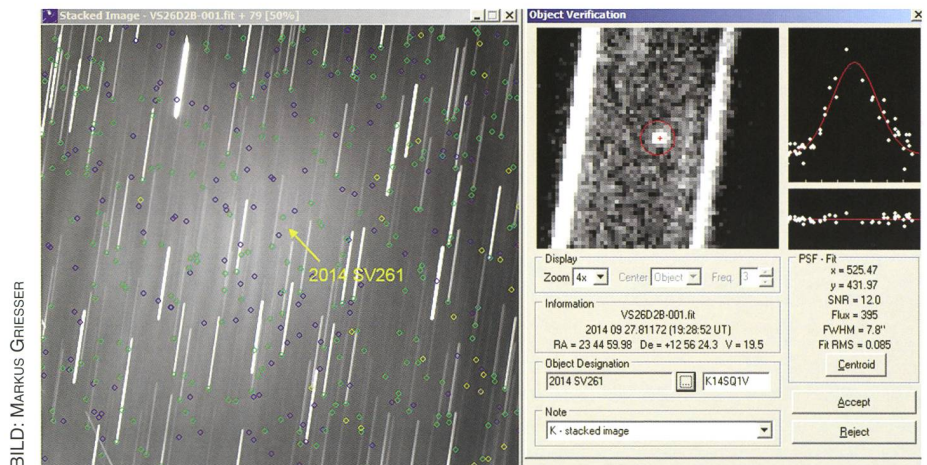 Stacked Image - VS26D2B-001.fit + 79 [50%]
2014 SV261
BILD: MARKUS GRIESSER
Object Verification
Display
Zoom 4x Center Object Freq. 3
Information
VS26D2B-001.fit
2014 09 27.81172 (19:28:52 UT)
RA = 23 44 59.98 De = +12 56 24.3 V = 19.5
Object Designation
2014 SV261 ... K14SQ1V
Note
K - stacked image
PSF - Fit
x = 525.47
y = 431.97
SNR = 12.0
Flux = 395
FWHM = 7.8"
Fit RMS = 0.085
Centroid
Accept
Reject